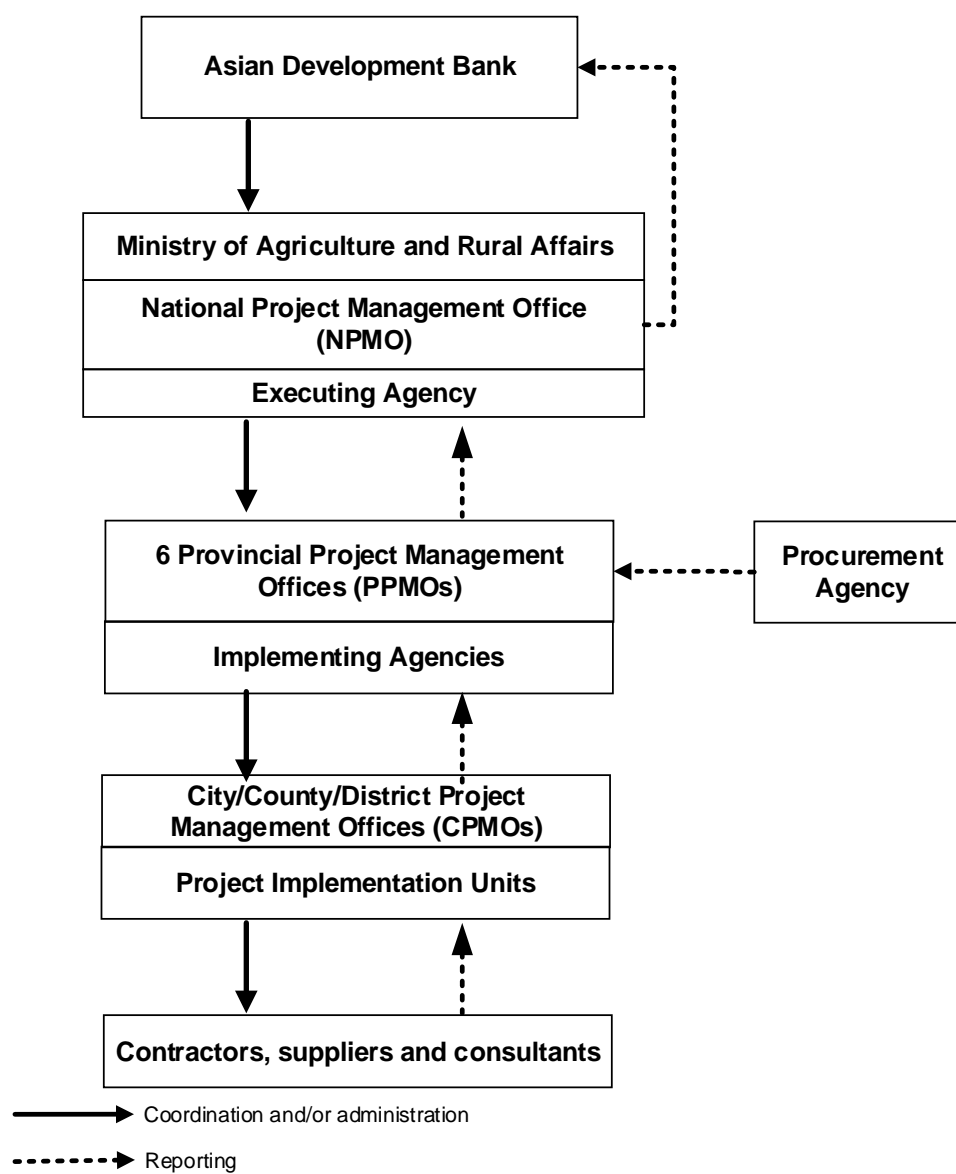 Asian Development Bank
Ministry of Agriculture and Rural Affairs
National Project Management Office
(NPMO)
Executing Agency
6 Provincial Project Management
Offices (PPMOs)
Procurement
Agency
Implementing Agencies
City/County/District Project
Management Offices (CPMOs)
Project Implementation Units
Contractors, suppliers and consultants
Coordination and/or administration
Reporting